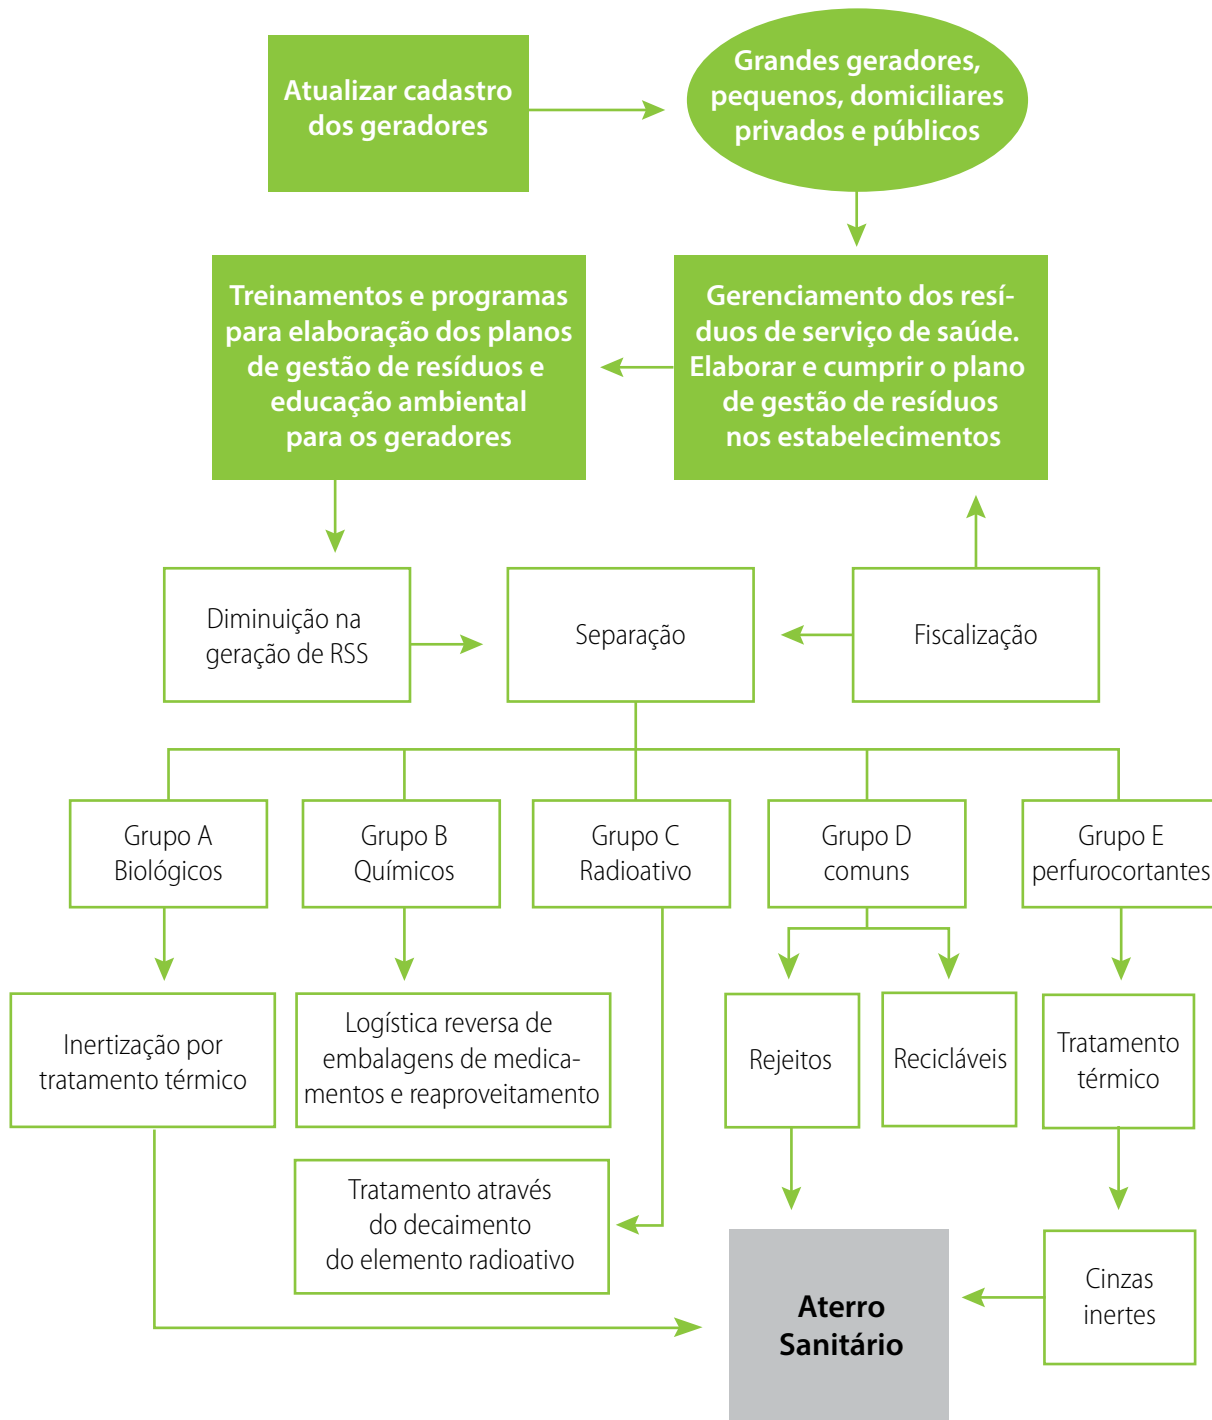 Atualizar cadastro
dos geradores
Grandes geradores,
pequenos, domiciliares
privados e públicos
Treinamentos e programas
para elaboração dos planos
de gestão de resíduos e
educação ambiental
para os geradores
Gerenciamento dos resí-
duos de serviço de saúde.
Elaborar e cumprir o plano
de gestão de resíduos
nos estabelecimentos
Diminuição na
geração de RSS
Separação
Fiscalização
Grupo A
Biológicos
Grupo B
Químicos
Grupo C
Radioativo
Grupo D
comuns
Grupo E
perfurocortantes
Inertização por
tratamento térmico
Logística reversa de
embalagens de medica-
mentos e reaproveitamento
Rejeitos
Recicláveis
Tratamento
térmico
Tratamento através
do decaimento
do elemento radioativo
Aterro
Sanitário
Cinzas
inertes